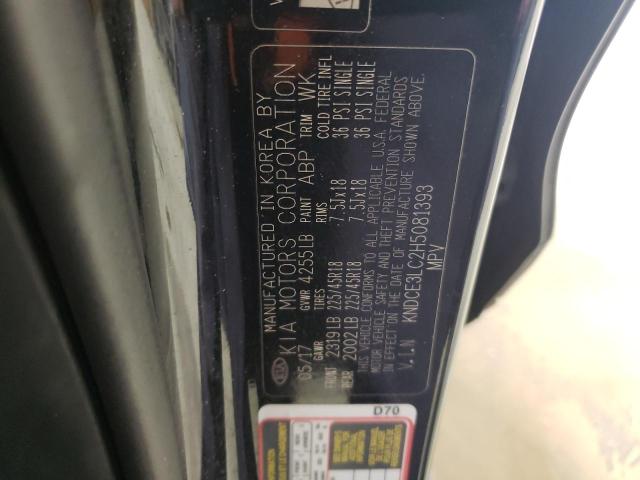 KIA MANUFACTURED IN KOREA BY
KIA MOTORS CORPORATION
05/17 GVWR 4255LB PAINT ABP TRIM WK
GAWR TIRES RIMS COLD TIRE INFL
FRONT 2319LB 225/45R18 7.5Jx18 36 PSI SINGLE
REAR 2002LB 225/45R18 7.5Jx18 36 PSI SINGLE
THIS VEHICLE CONFORMS TO ALL APPLICABLE U.S.A. FEDERAL
MOTOR VEHICLE SAFETY AND THEFT PREVENTION STANDARDS
IN EFFECT ON THE DATE OF MANUFACTURE SHOWN ABOVE.
V.I.N KNDCE3LC2H5081393
MPV
D70